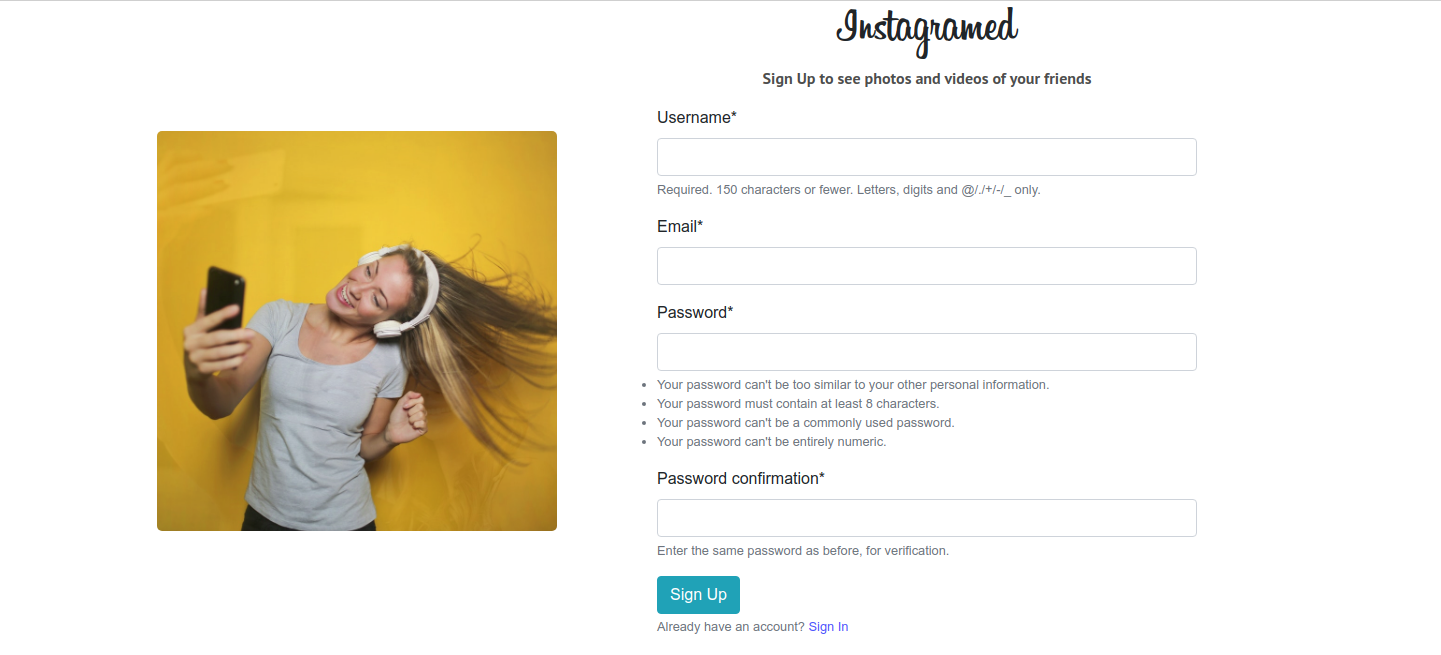 Instagramed
Sign Up to see photos and videos of your friends
Username*
Required. 150 characters or fewer. Letters, digits and @/./+/-/_ only.
Email*
Password*
Your password can't be too similar to your other personal information.
Your password must contain at least 8 characters.
Your password can't be a commonly used password.
Your password can't be entirely numeric.
Password confirmation*
Enter the same password as before, for verification.
Sign Up
Already have an account? Sign In